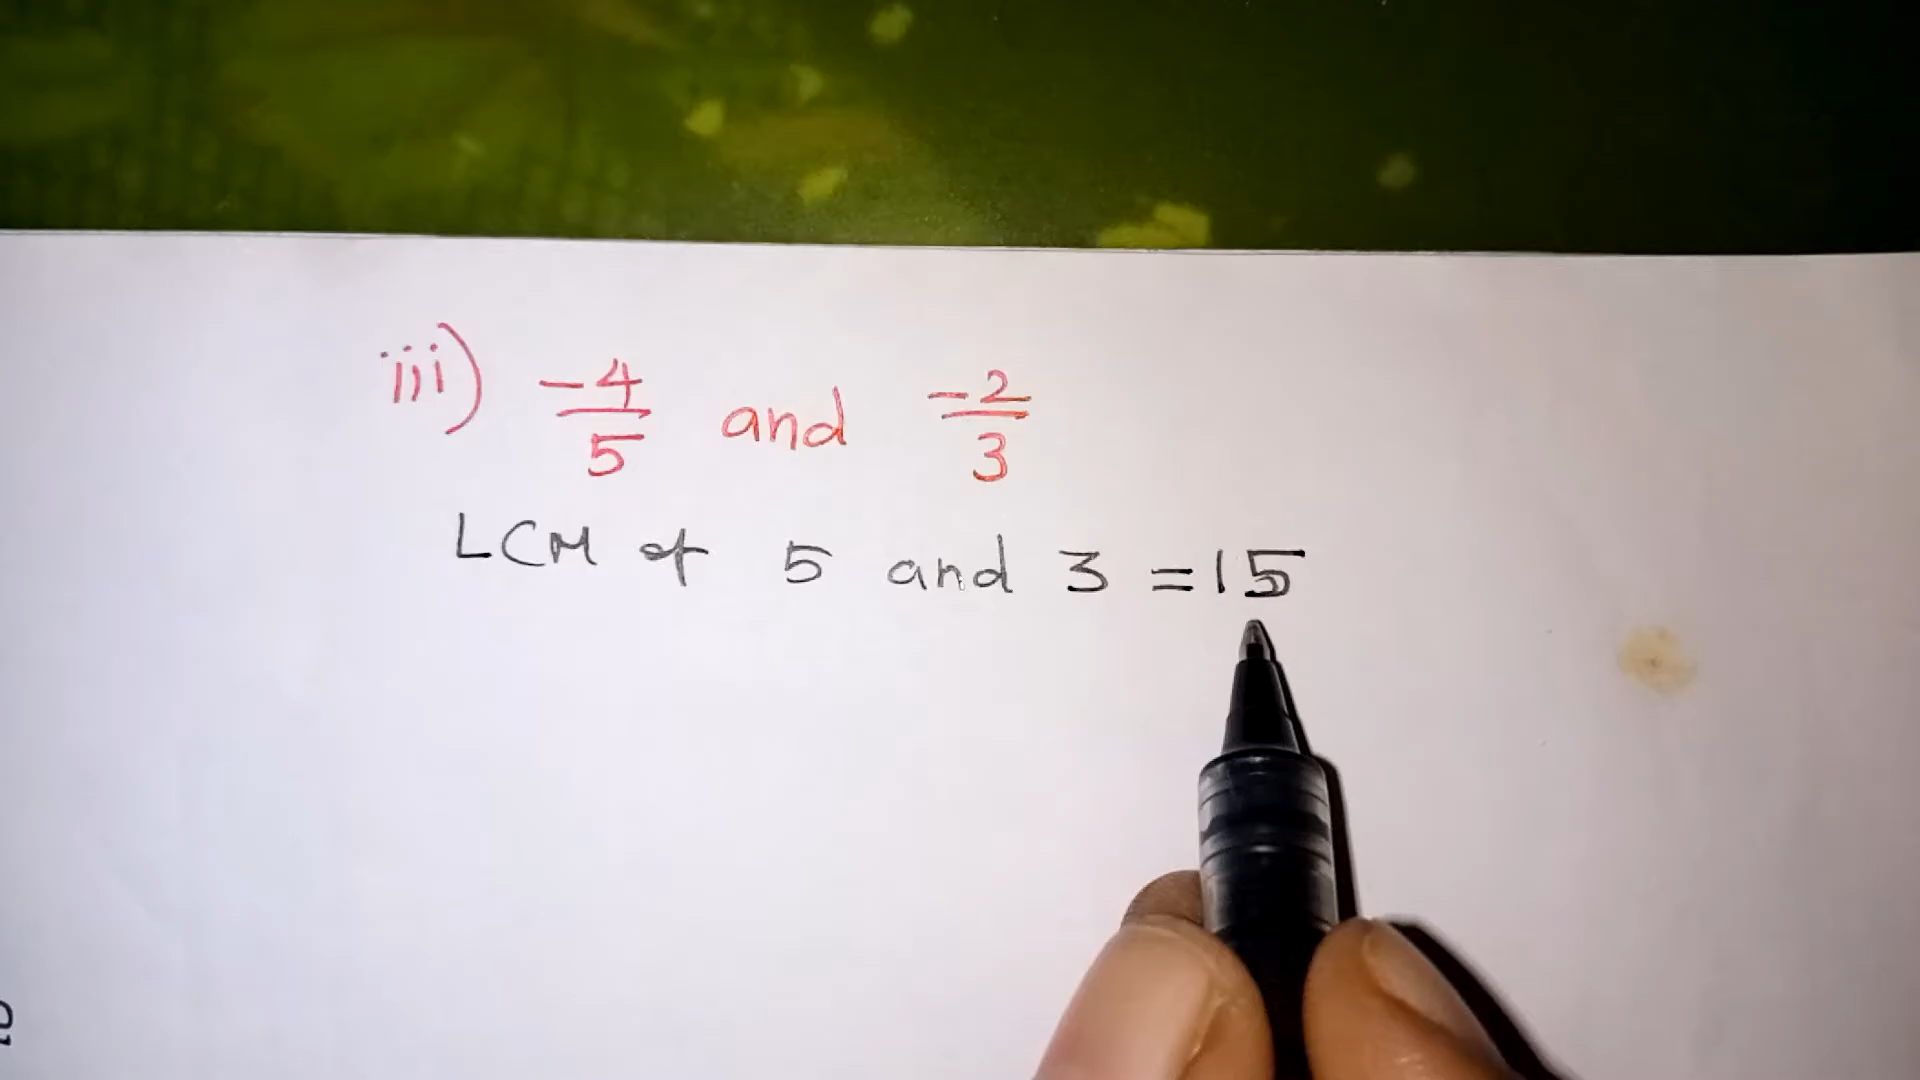 iii) -4/5 and -2/3
LCM of 5 and 3 = 15